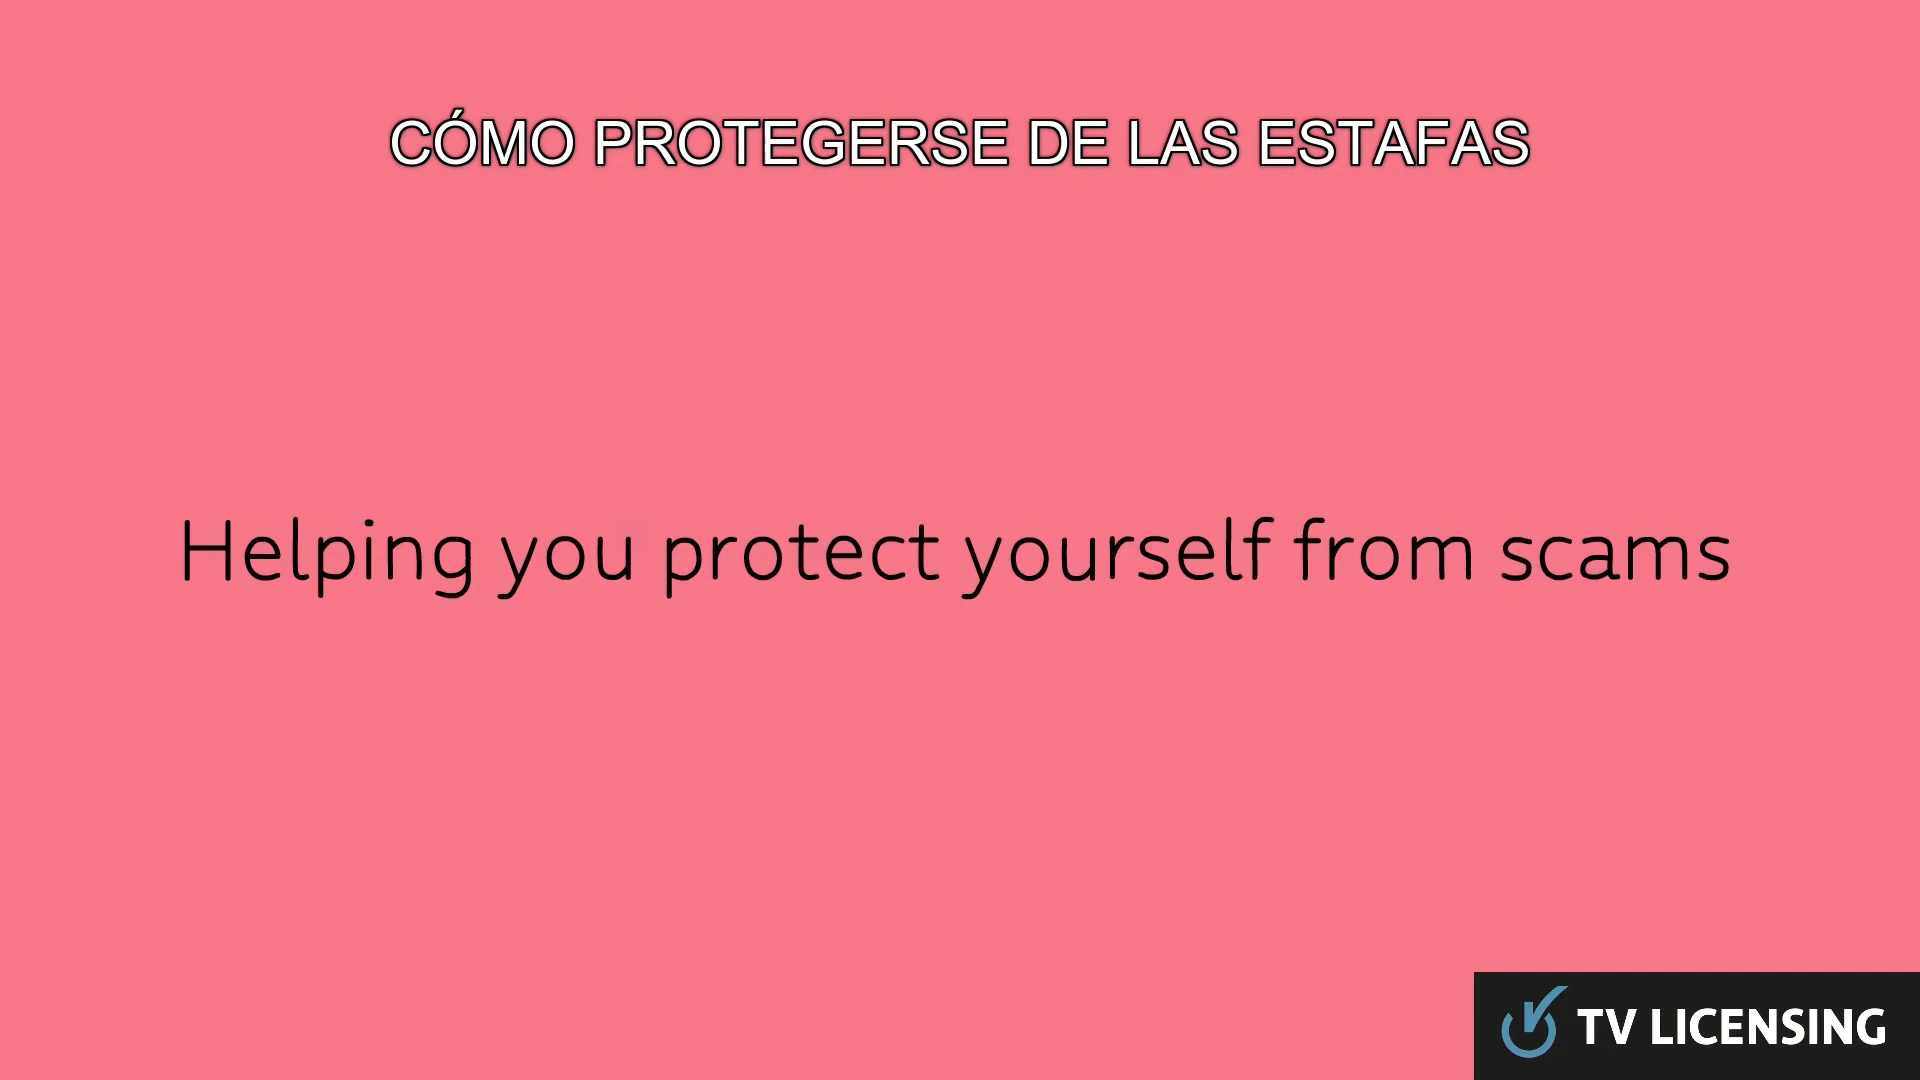 CÓMO PROTEGERSE DE LAS ESTAFAS
Helping you protect yourself from scams
TV LICENSING